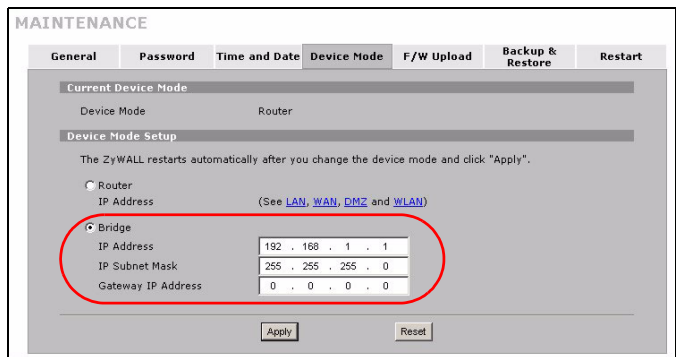 MAINTENANCE
General Password Time and Date Device Mode F/W Upload Backup & Restore Restart
Current Device Mode
Device Mode Router
Device Mode Setup
The ZyWALL restarts automatically after you change the device mode and click "Apply".
Router
IP Address (See LAN, WAN, DMZ and WLAN)
Bridge
IP Address 192 . 168 . 1 . 1
IP Subnet Mask 255 . 255 . 255 . 0
Gateway IP Address 0 . 0 . 0 . 0
Apply Reset